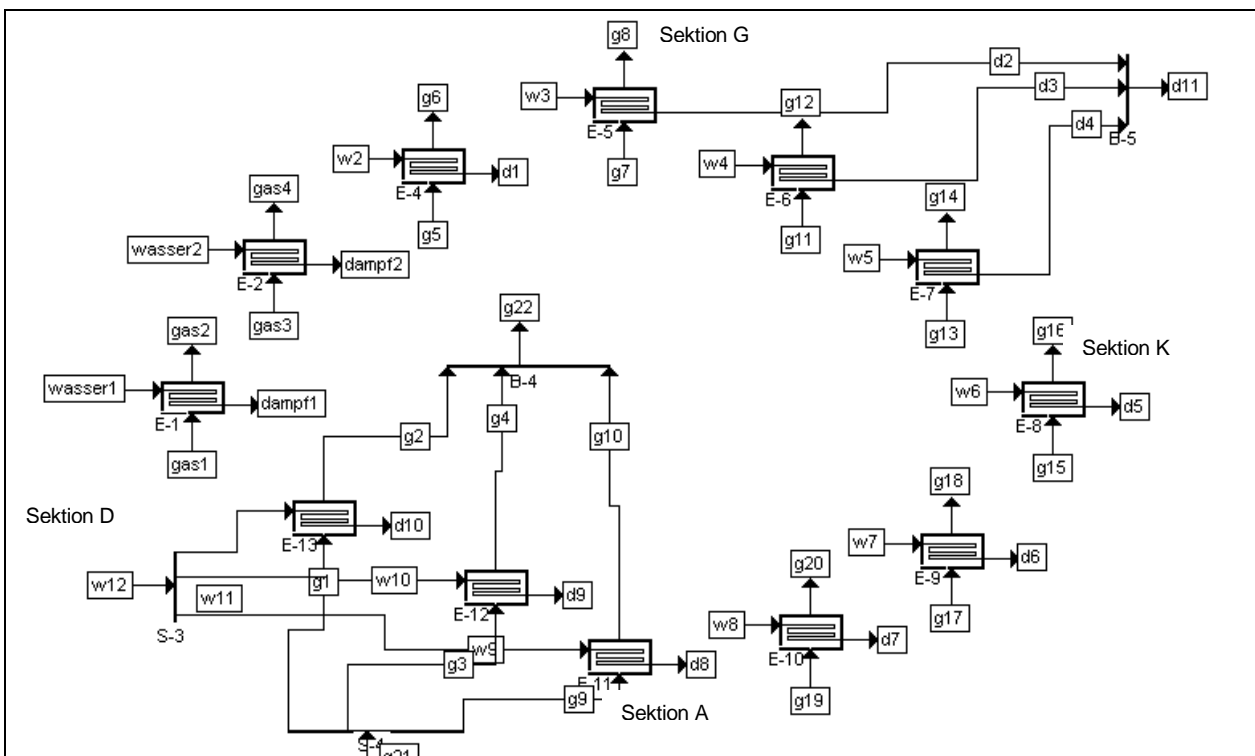 g8
Sektion G
d2
w3
g12
d3
d11
g6
E-5
d4
B-5
w2
d1
g7
w4
gas4
E-4
E-6
g14
wasser2
g5
g11
w5
dampf2
E-2
E-7
g22
gas2
gas3
g13
g16
Sektion K
wasser1
B-4
w6
dampf1
g4
d5
E-1
g2
g10
E-8
gas1
g15
g18
Sektion D
d10
E-13
w7
g20
d6
w12
g1
w10
E-9
w11
d9
E-12
w8
g17
S-3
w9
d7
g3
d8
E-10
E-11
g9
g19
Sektion A
S-4
g21